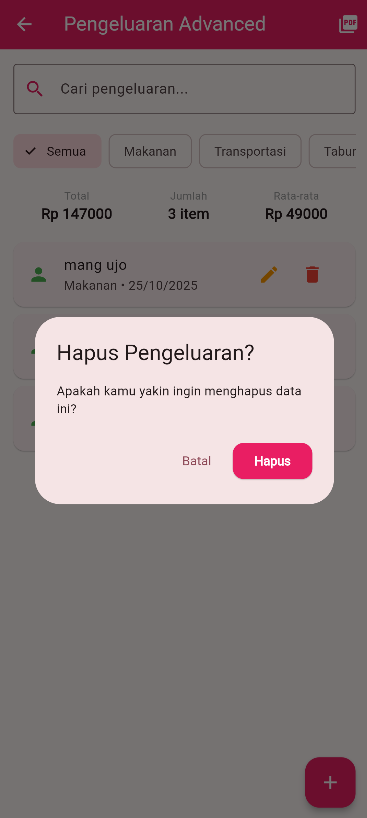 Pengeluaran Advanced
PDF
Cari pengeluaran...
Semua
Makanan
Transportasi
Tabur
Total
Jumlah
Rata-rata
Rp 147000
3 item
Rp 49000
mang ujo
Makanan • 25/10/2025
Hapus Pengeluaran?
Apakah kamu yakin ingin menghapus data
ini?
Batal
Hapus